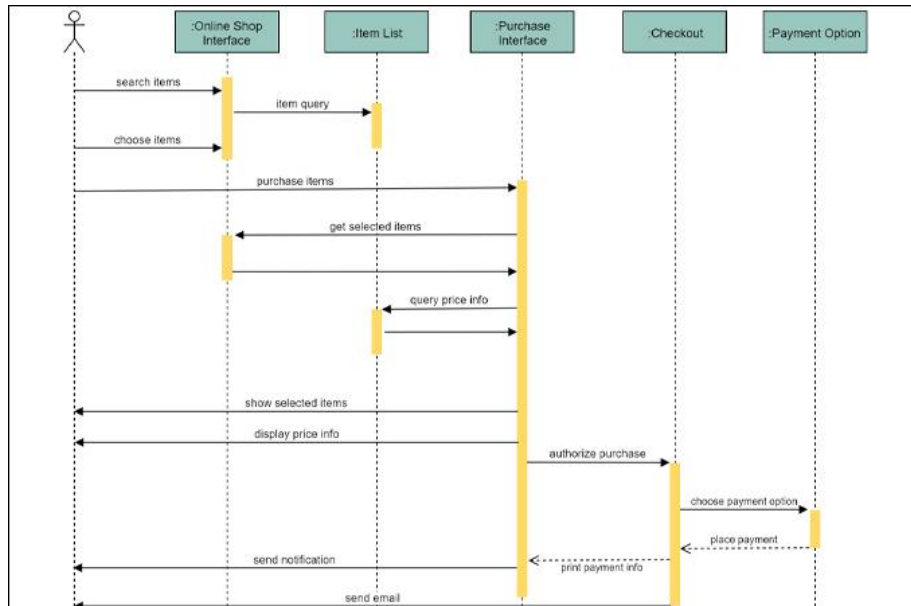 :Online Shop
Interface
:Item List
:Purchase
Interface
:Checkout
:Payment Option
search items
item query
choose items
purchase items
get selected items
query price info
show selected items
display price info
authorize purchase
choose payment option
place payment
send notification
print payment info
send email